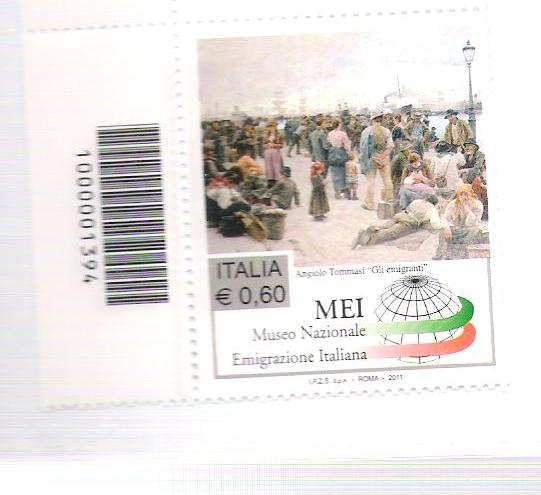 1000001394
Angiolo Tommasi "Gli emigranti"
ITALIA
€ 0,60
MEI
Museo Nazionale
Emigrazione Italiana
I.P.Z.S. S.p.A. - ROMA - 2011